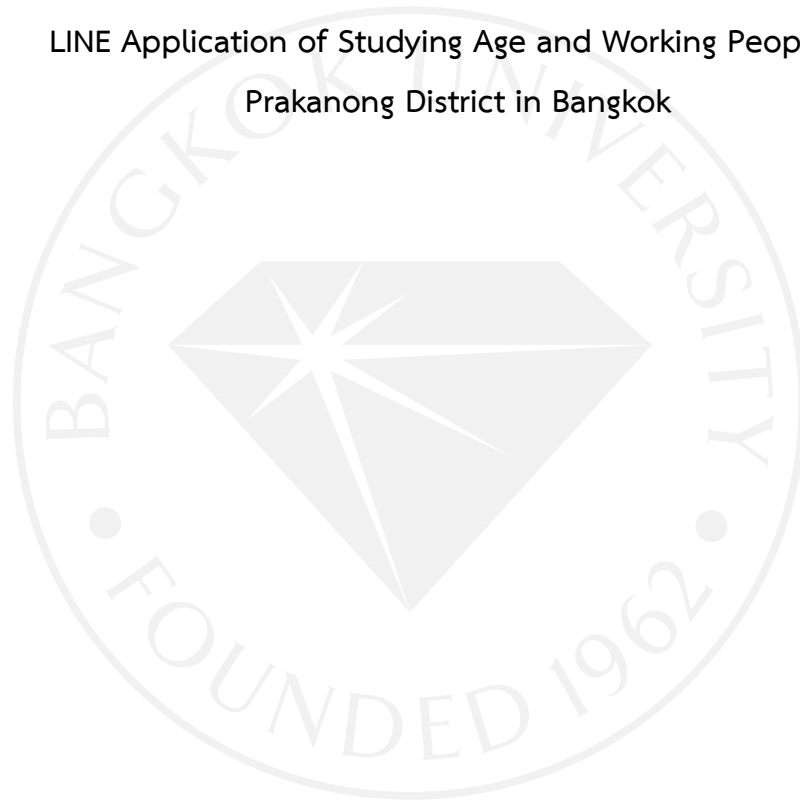 LINE Application of Studying Age and Working Peop
Prakanong District in Bangkok
BANGKOK UNIVERSITY
FOUNDED 1962